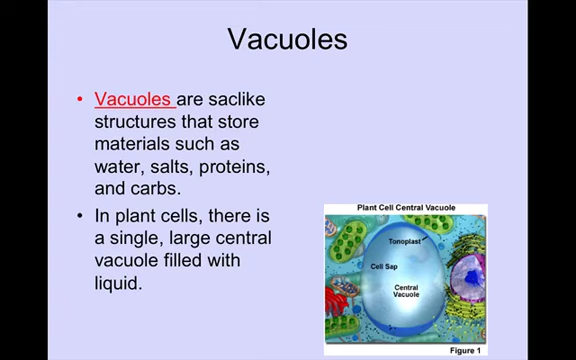 Vacuoles
• Vacuoles are saclike
structures that store
materials such as
water, salts, proteins,
and carbs.
• In plant cells, there is
a single, large central
vacuole filled with
liquid.
Plant Cell Central Vacuole
Tonoplast
Cell Sap
Central
Vacuole
Figure 1